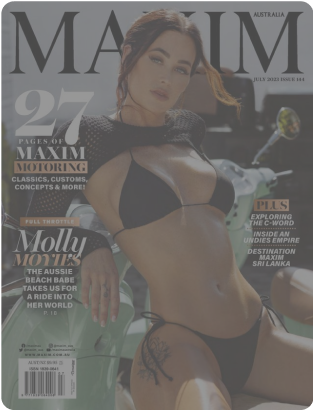 MAXIM
AUSTRALIA
JULY 2023 ISSUE 144
27
PAGES OF
MAXIM
MOTORING
CLASSICS, CUSTOMS,
CONCEPTS & MORE!
PLUS
EXPLORING
THE C-WORD
INSIDE AN
UNDIES EMPIRE
DESTINATION
MAXIM
SRI LANKA
FULL THROTTLE
Molly
MOYLES
THE AUSSIE
BEACH BABE
TAKES US FOR
A RIDE INTO
HER WORLD